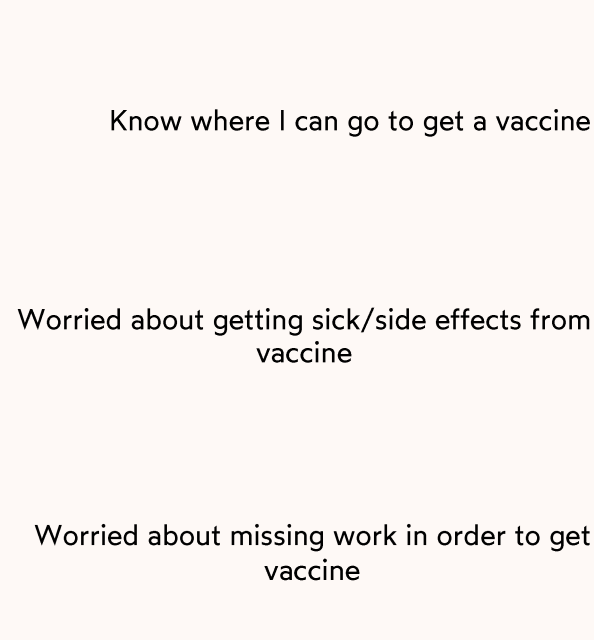 Know where I can go to get a vaccine
Worried about getting sick/side effects from
vaccine
Worried about missing work in order to get
vaccine